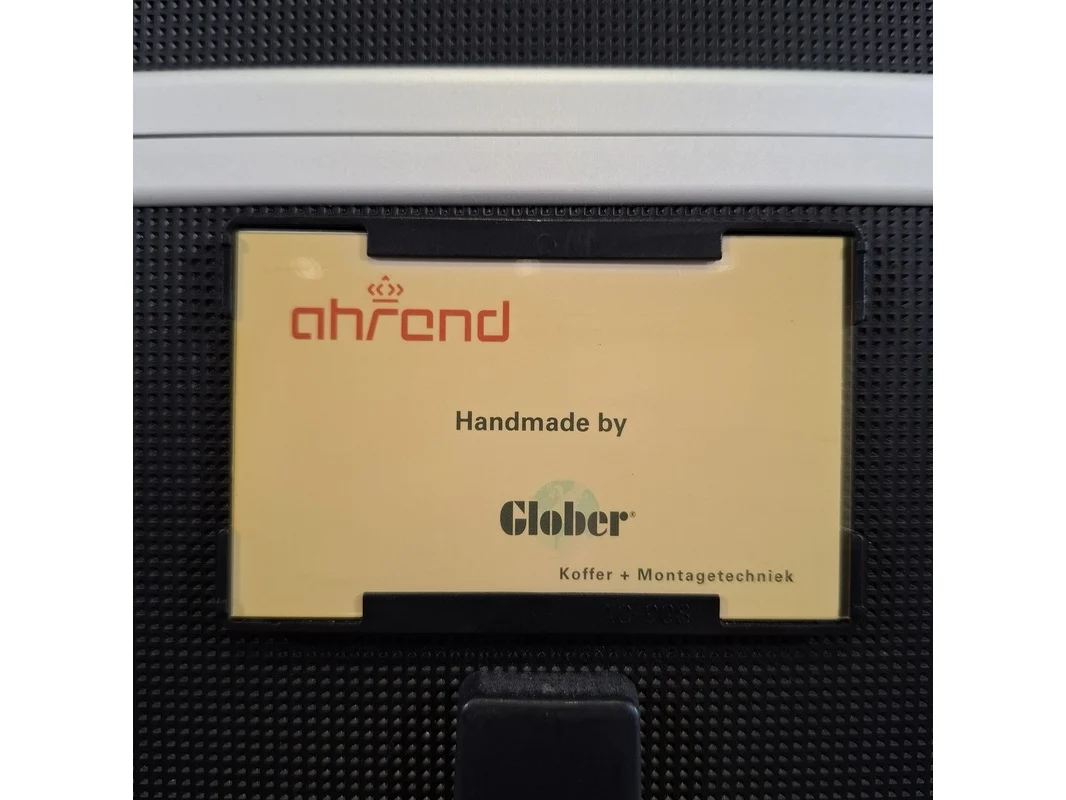 ahrend
Handmade by
Glober®
Koffer + Montagetechniek